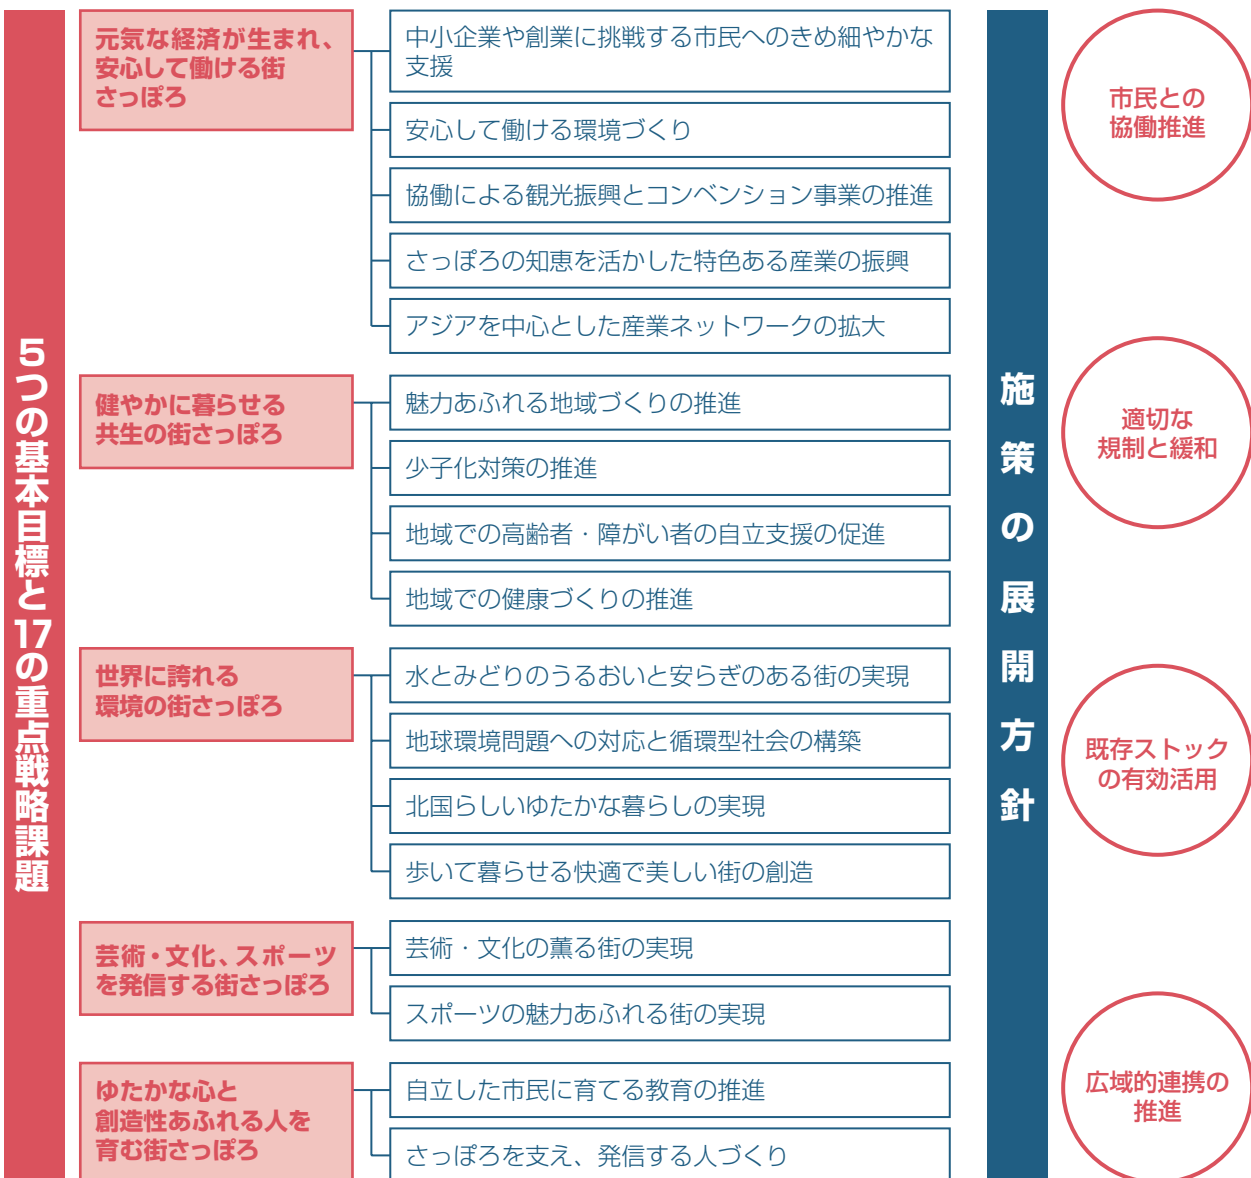 5つの基本目標と17の重点戦略課題
元気な経済が生まれ、
安心して働ける街
さっぽろ
中小企業や創業に挑戦する市民へのきめ細やかな
支援
安心して働ける環境づくり
協働による観光振興とコンベンション事業の推進
さっぽろの知恵を活かした特色ある産業の振興
アジアを中心とした産業ネットワークの拡大
健やかに暮らせる
共生の街さっぽろ
魅力あふれる地域づくりの推進
少子化対策の推進
地域での高齢者・障がい者の自立支援の促進
地域での健康づくりの推進
世界に誇れる
環境の街さっぽろ
水とみどりのうるおいと安らぎのある街の実現
地球環境問題への対応と循環型社会の構築
北国らしいゆたかな暮らしの実現
歩いて暮らせる快適で美しい街の創造
芸術・文化、スポーツ
を発信する街さっぽろ
芸術・文化の薫る街の実現
スポーツの魅力あふれる街の実現
ゆたかな心と
創造性あふれる人を
育む街さっぽろ
自立した市民に育てる教育の推進
さっぽろを支え、発信する人づくり
施策の展開方針
市民との
協働推進
適切な
規制と緩和
既存ストック
の有効活用
広域的連携の
推進